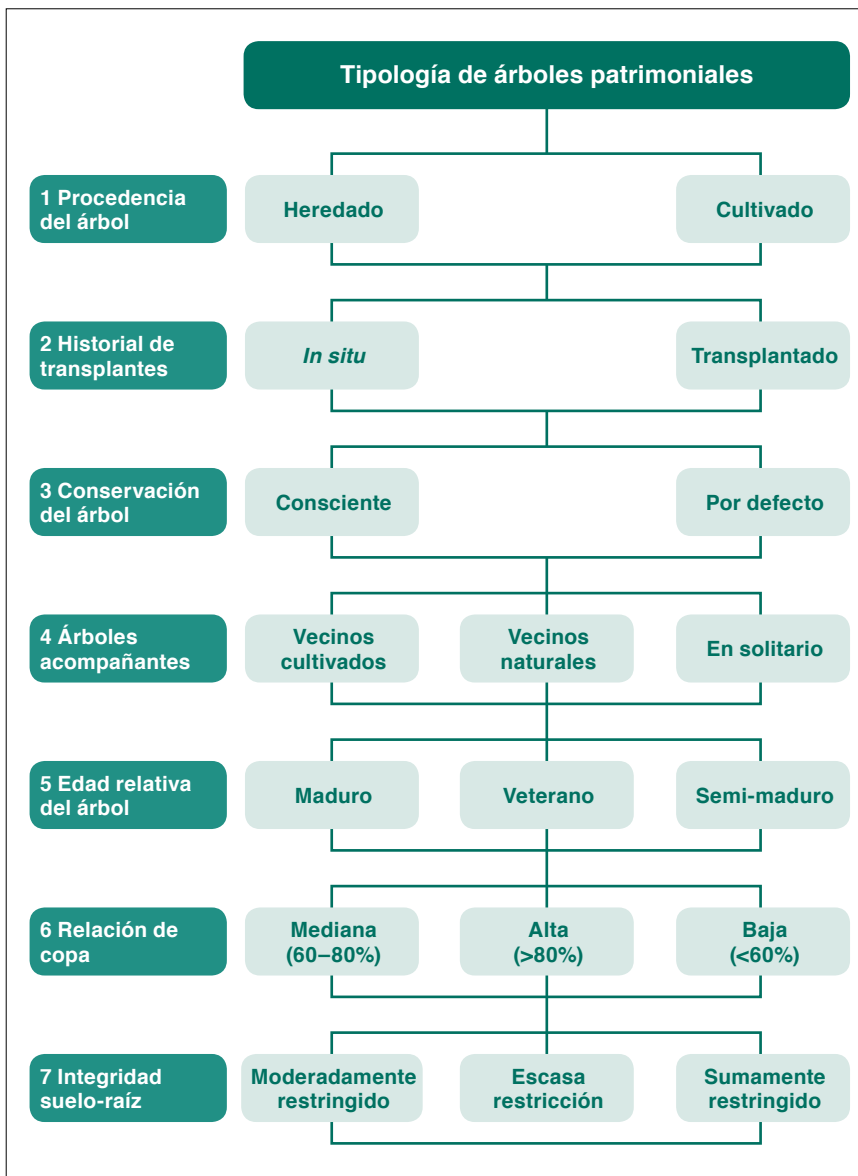 Tipología de árboles patrimoniales
1 Procedencia
del árbol
Heredado
Cultivado
2 Historial de
transplantes
In situ
Transplantado
3 Conservación
del árbol
Consciente
Por defecto
4 Árboles
acompañantes
Vecinos
cultivados
Vecinos
naturales
En solitario
5 Edad relativa
del árbol
Maduro
Veterano
Semi-maduro
6 Relación de
copa
Mediana
(60–80%)
Alta
(>80%)
Baja
(<60%)
7 Integridad
suelo-raíz
Moderadamente
restringido
Escasa
restricción
Sumamente
restringido